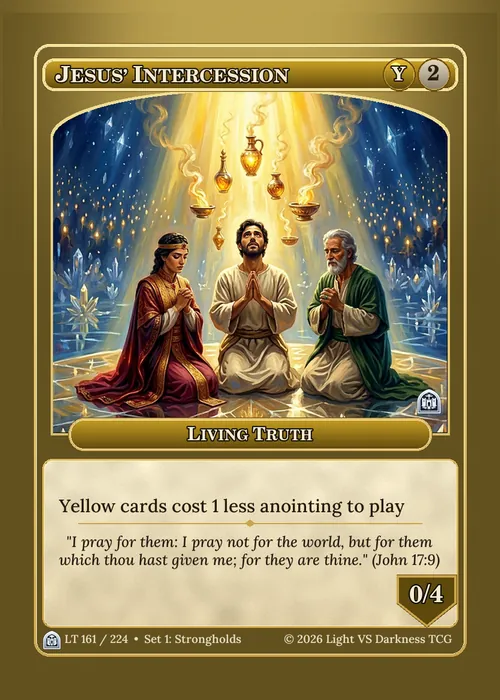 Jesus' Intercession Y 2
Living Truth
Yellow cards cost 1 less anointing to play
"I pray for them: I pray not for the world, but for them
which thou hast given me; for they are thine." (John 17:9)
0/4
LT 161 / 224 • Set 1: Strongholds © 2026 Light VS Darkness TCG